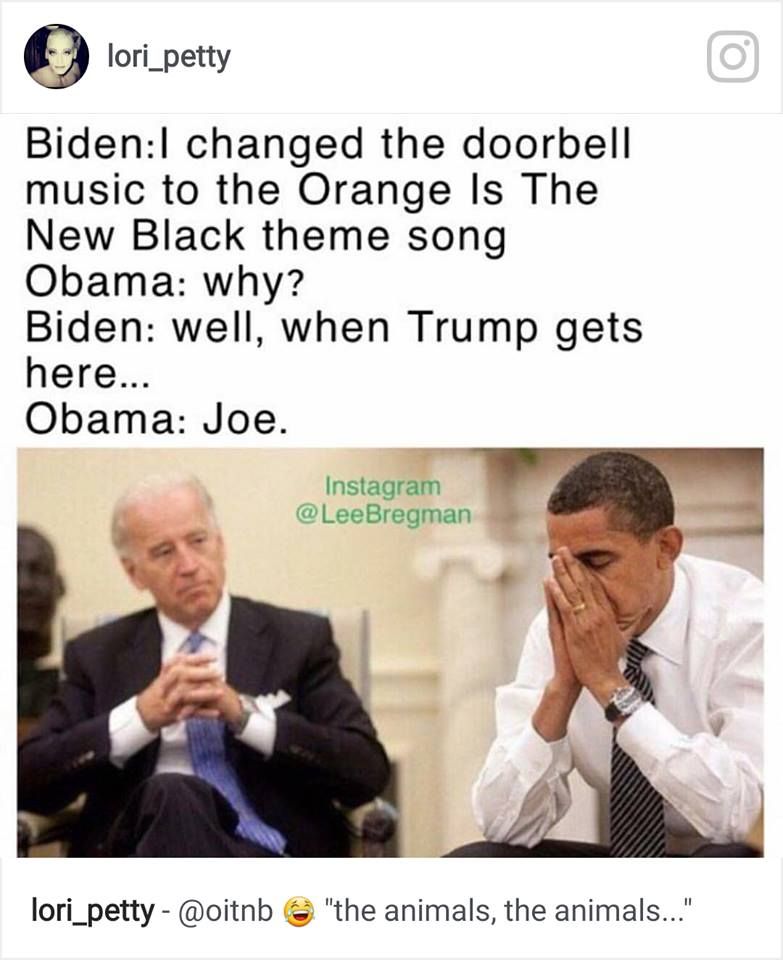 lori_petty
Biden:I changed the doorbell
music to the Orange Is The
New Black theme song
Obama: why?
Biden: well, when Trump gets
here...
Obama: Joe.
Instagram
@LeeBregman
lori_petty - @oitnb 😂 "the animals, the animals..."